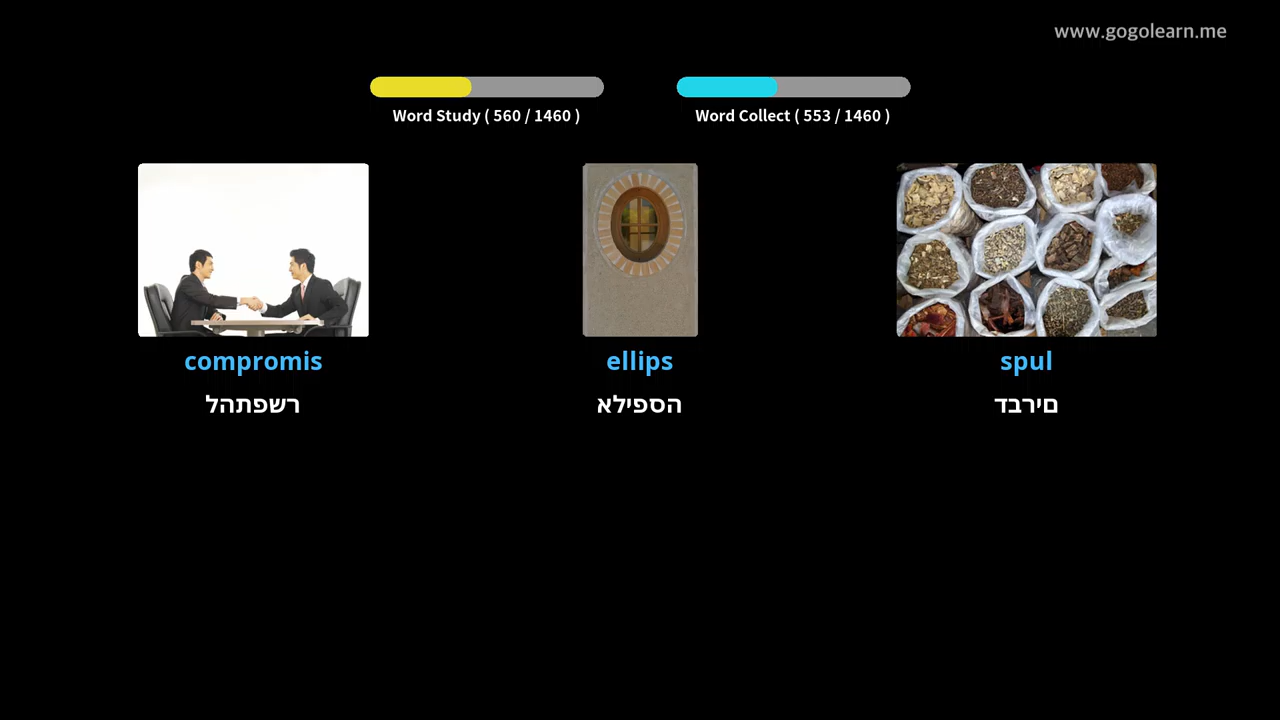 www.gogolearn.me
Word Study ( 560 / 1460 )
Word Collect ( 553 / 1460 )
compromis
רשפתהל
ellips
הספילא
spul
םירבד